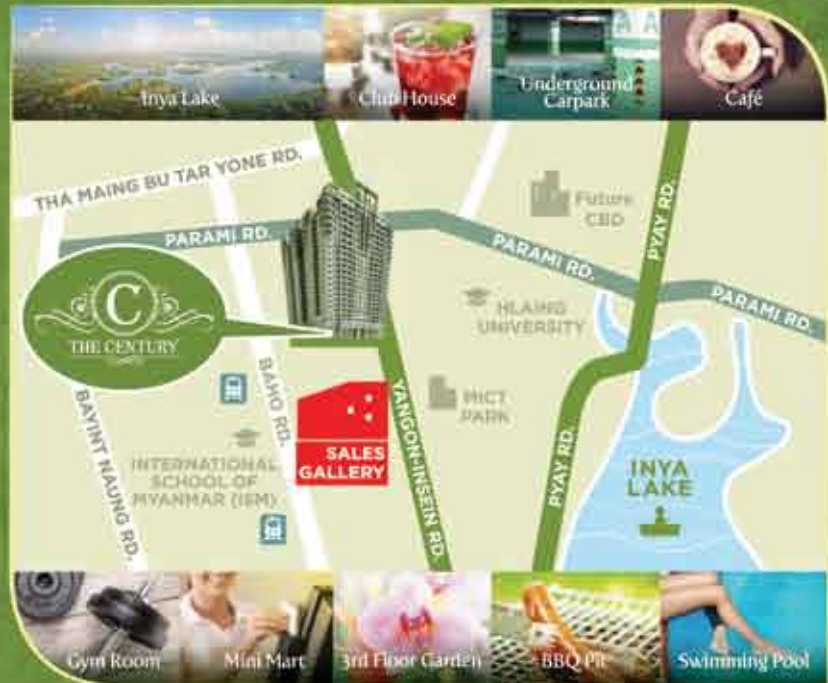 Inya Lake
Club House
Underground
Carpark
Café
THA MAING BU TAR YONE RD.
PARAMI RD.
Future
CBD
PYAY RD.
PARAMI RD.
PARAMI RD.
C
THE CENTURY
HLAING
UNIVERSITY
BAHO RD.
BAYINT NAUNG RD.
YANGON-INSEIN RD.
MICT
PARK
SALES
GALLERY
INTERNATIONAL
SCHOOL OF
MYANMAR (ISM)
PYAY RD.
INYA
LAKE
Gym Room
Mini Mart
3rd Floor Garden
BBQ Pit
Swimming Pool